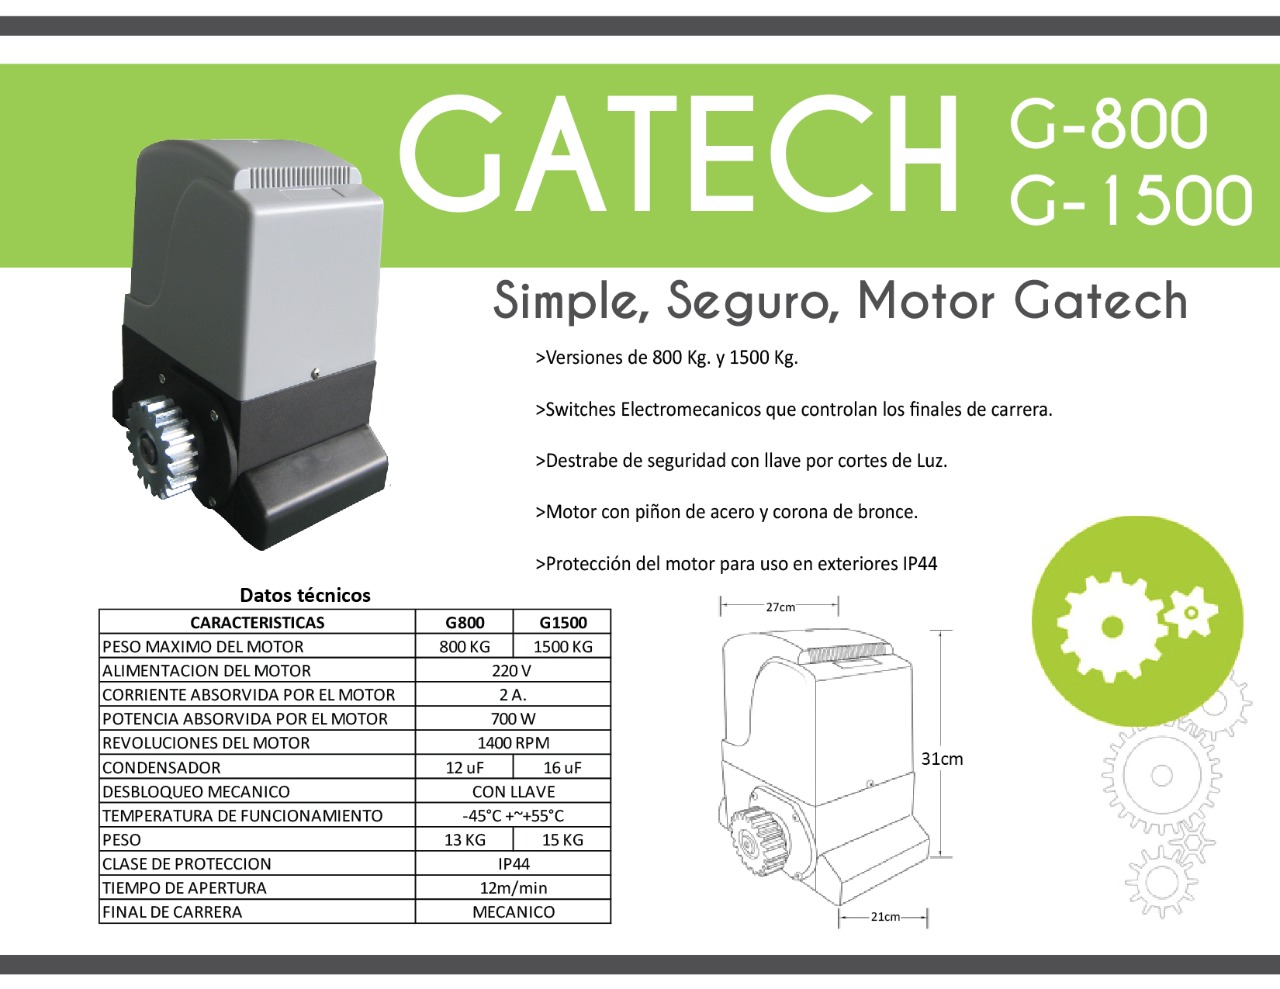 GATECH
G-800
G-1500
Simple, Seguro, Motor Gatech
>Versiones de 800 Kg. y 1500 Kg.
>Switches Electromecanicos que controlan los finales de carrera.
>Destrabe de seguridad con llave por cortes de Luz.
>Motor con piñon de acero y corona de bronce.
>Protección del motor para uso en exteriores IP44
Datos técnicos
CARACTERISTICAS G800 G1500
PESO MAXIMO DEL MOTOR 800 KG 1500 KG
ALIMENTACION DEL MOTOR 220 V
CORRIENTE ABSORVIDA POR EL MOTOR 2 A.
POTENCIA ABSORVIDA POR EL MOTOR 700 W
REVOLUCIONES DEL MOTOR 1400 RPM
CONDENSADOR 12 uF 16 uF
DESBLOQUEO MECANICO CON LLAVE
TEMPERATURA DE FUNCIONAMIENTO -45°C +~+55°C
PESO 13 KG 15 KG
CLASE DE PROTECCION IP44
TIEMPO DE APERTURA 12m/min
FINAL DE CARRERA MECANICO
27cm
31cm
21cm